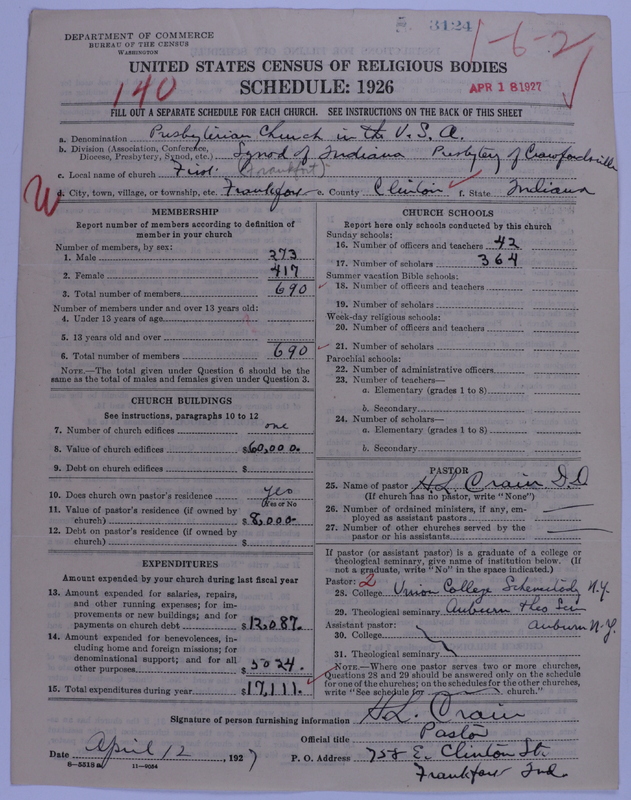 DEPARTMENT OF COMMERCE
BUREAU OF THE CENSUS
WASHINGTON
3124
1-6-2
UNITED STATES CENSUS OF RELIGIOUS BODIES
SCHEDULE: 1926
140
APR 18 1927
FILL OUT A SEPARATE SCHEDULE FOR EACH CHURCH. SEE INSTRUCTIONS ON THE BACK OF THIS SHEET
a. Denomination Presbyterian Church in the U.S.A.
b. Division (Association, Conference, Diocese, Presbytery, Synod, etc.) Synod of Indiana Presbytery of Crawfordsville
c. Local name of church First (Frankfort)
W
d. City, town, village, or township, etc. Frankfort e. County Clinton f. State Indiana
MEMBERSHIP
Report number of members according to definition of
member in your church
Number of members, by sex:
1. Male 273
2. Female 417
3. Total number of members 690
Number of members under and over 13 years old:
4. Under 13 years of age
5. 13 years old and over
6. Total number of members 690
NOTE.—The total given under Question 6 should be the
same as the total of males and females given under Question 3.
CHURCH BUILDINGS
See instructions, paragraphs 10 to 12
7. Number of church edifices one
8. Value of church edifices $60,000.
9. Debt on church edifices $
10. Does church own pastor's residence yes
(Yes or No)
11. Value of pastor's residence (if owned by
church) $8,000-
12. Debt on pastor's residence (if owned by
church) $
EXPENDITURES
Amount expended by your church during last fiscal year
13. Amount expended for salaries, repairs,
and other running expenses; for im-
provements or new buildings; and for
payments on church debt $12,087.
14. Amount expended for benevolences, in-
cluding home and foreign missions; for
denominational support; and for all
other purposes 5024.
15. Total expenditures during year $17,111.
CHURCH SCHOOLS
Report here only schools conducted by this church
Sunday schools:
16. Number of officers and teachers 42
17. Number of scholars 364
Summer vacation Bible schools:
18. Number of officers and teachers
19. Number of scholars
Week-day religious schools:
20. Number of officers and teachers
21. Number of scholars
Parochial schools:
22. Number of administrative officers
23. Number of teachers—
a. Elementary (grades 1 to 8)
b. Secondary
24. Number of scholars—
a. Elementary (grades 1 to 8)
b. Secondary
PASTOR
25. Name of pastor H L Crain D.D
(If church has no pastor, write "None")
26. Number of ordained ministers, if any, em-
ployed as assistant pastors
27. Number of other churches served by the
pastor or his assistants
If pastor (or assistant pastor) is a graduate of a college or
theological seminary, give name of institution below. (If
not a graduate, write "No" in the space indicated.)
Pastor: 2
28. College Union College Schenectady N.Y.
29. Theological seminary Auburn Theo Sem
Auburn N.Y.
Assistant pastor:
30. College
31. Theological seminary
NOTE.—Where one pastor serves two or more churches,
Questions 28 and 29 should be answered only on the schedule
for one of the churches; on the schedules for the other churches,
write "See schedule for church."
Signature of person furnishing information H.L. Crain
Official title Pastor
Date April 12, 1927
P. O. Address 758 E. Clinton St.
Frankfort Ind.
8-5518a 11-9054